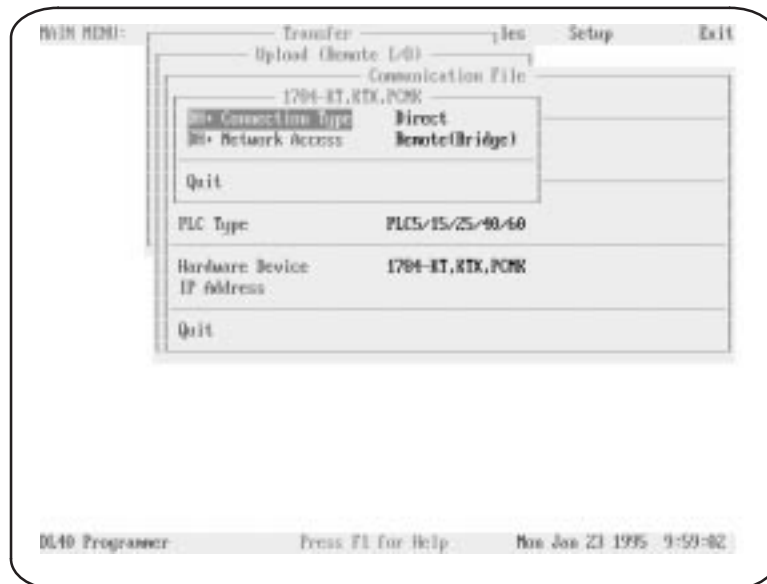 MAIN MENU: Transfer les Setup Exit
Upload (Remote I/O)
Communication File
1784-KT,KTX,PCMK
DH+ Connection Type Direct
DH+ Network Access Remote(Bridge)
Quit
PLC Type PLC5/15/25/40/60
Hardware Device 1784-KT,KTX,PCMK
IP Address
Quit
DL40 Programmer Press F1 for Help Mon Jan 23 1995 9:59:02